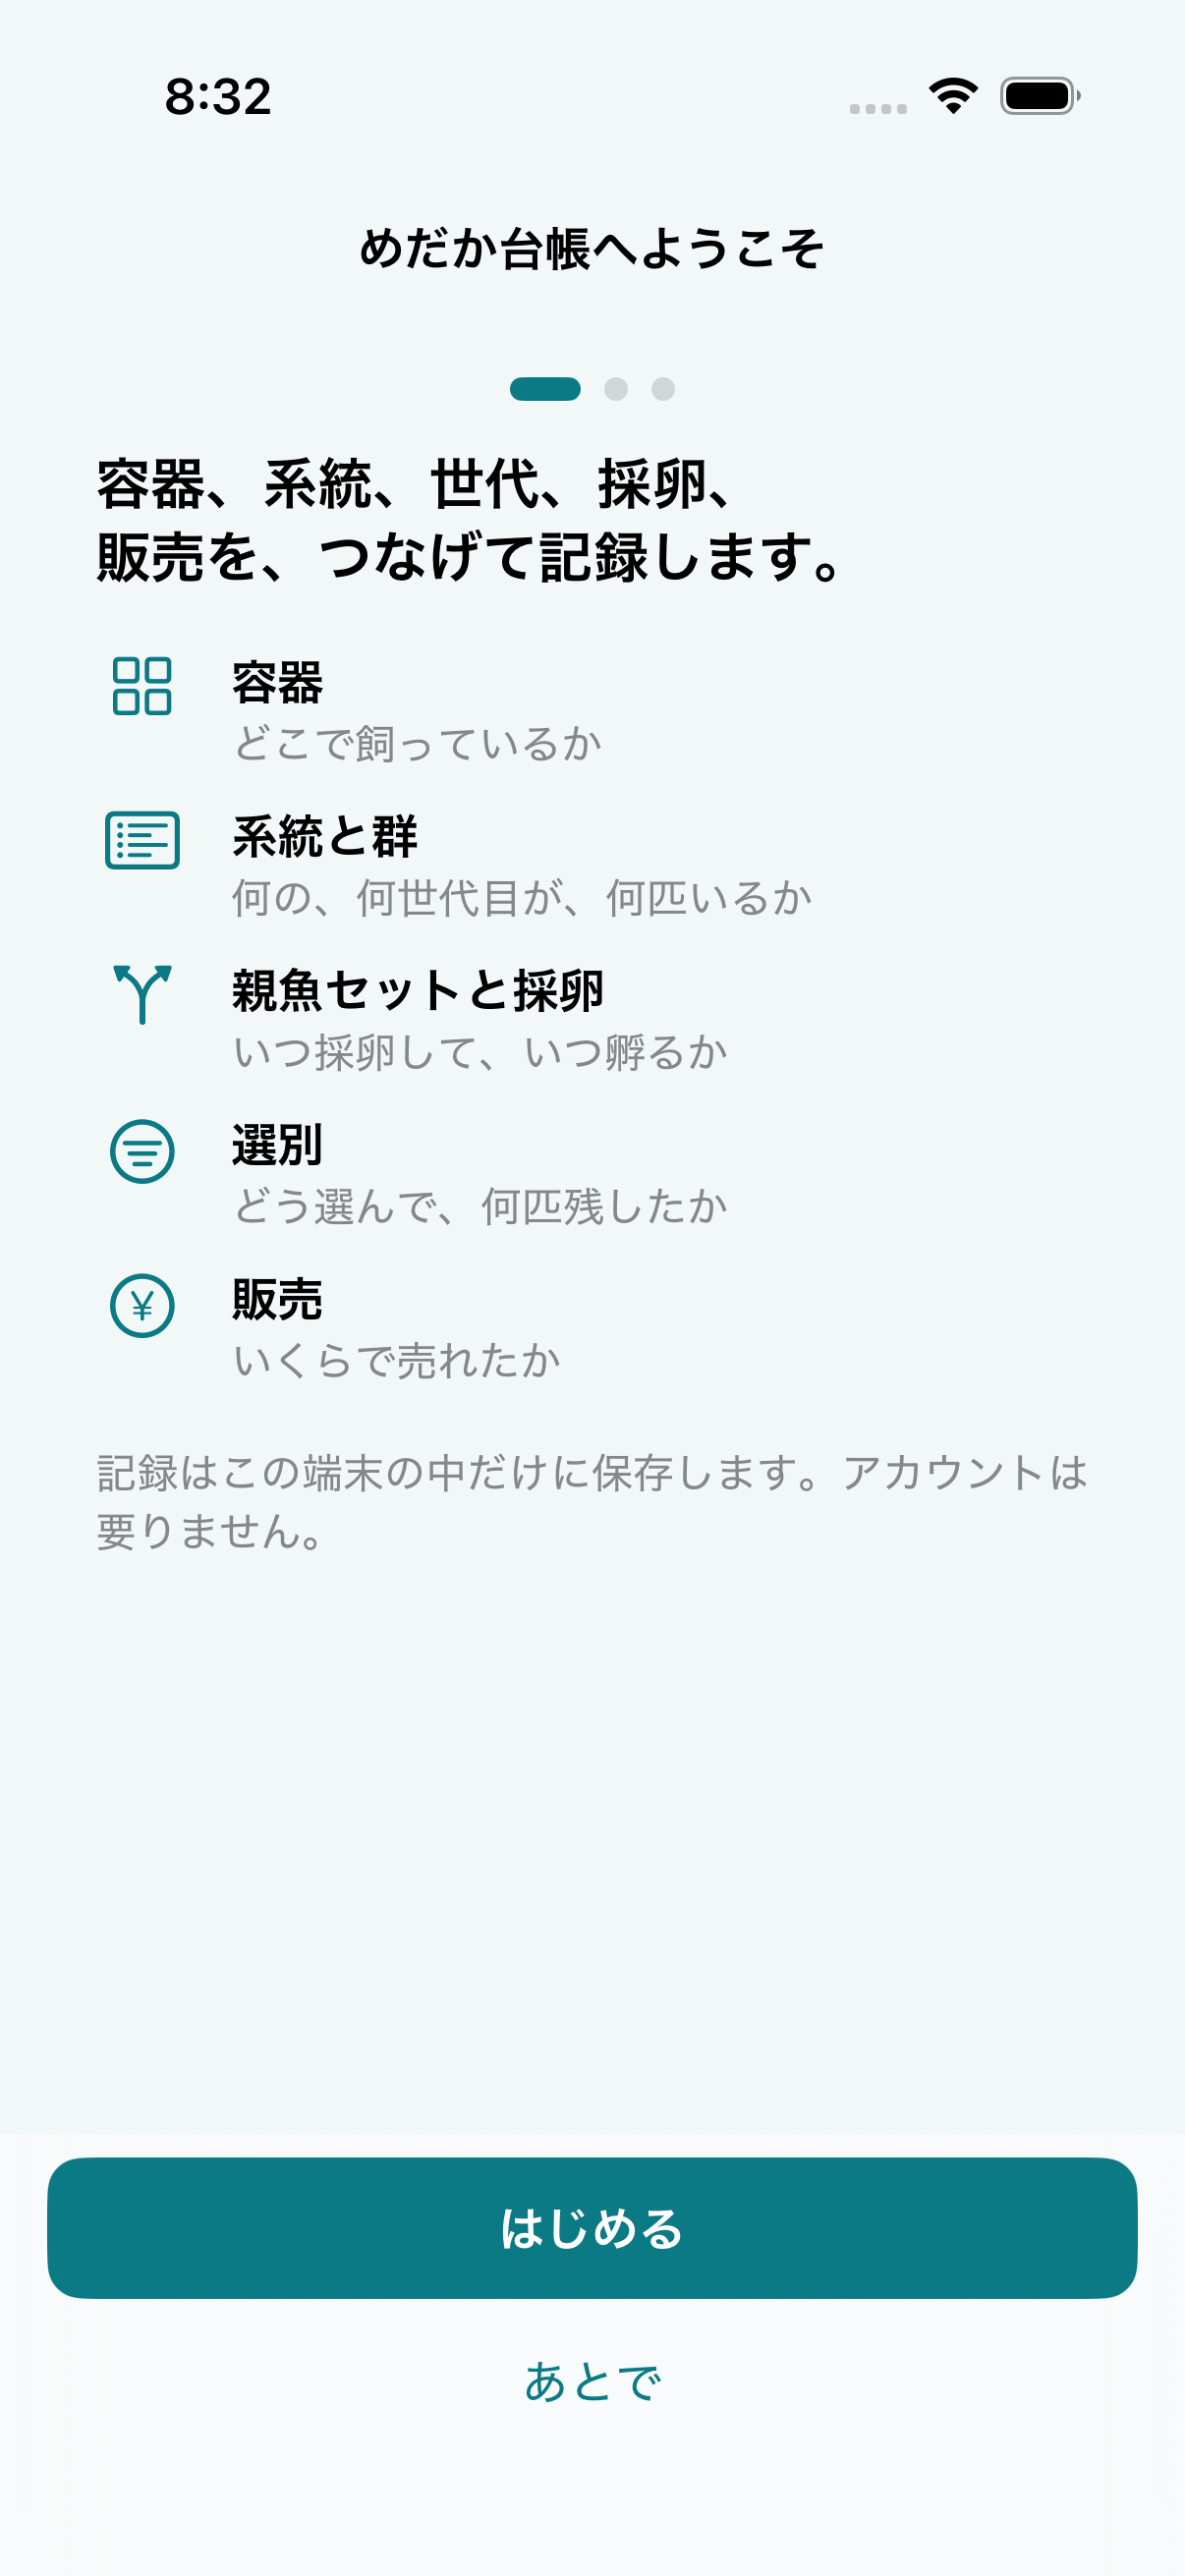 8:32
めだか台帳へようこそ
容器、系統、世代、採卵、
販売を、つなげて記録します。
容器
どこで飼っているか
系統と群
何の、何世代目が、何匹いるか
親魚セットと採卵
いつ採卵して、いつ孵るか
選別
どう選んで、何匹残したか
¥
販売
いくらで売れたか
記録はこの端末の中だけに保存します。アカウントは
要りません。
はじめる
あとで